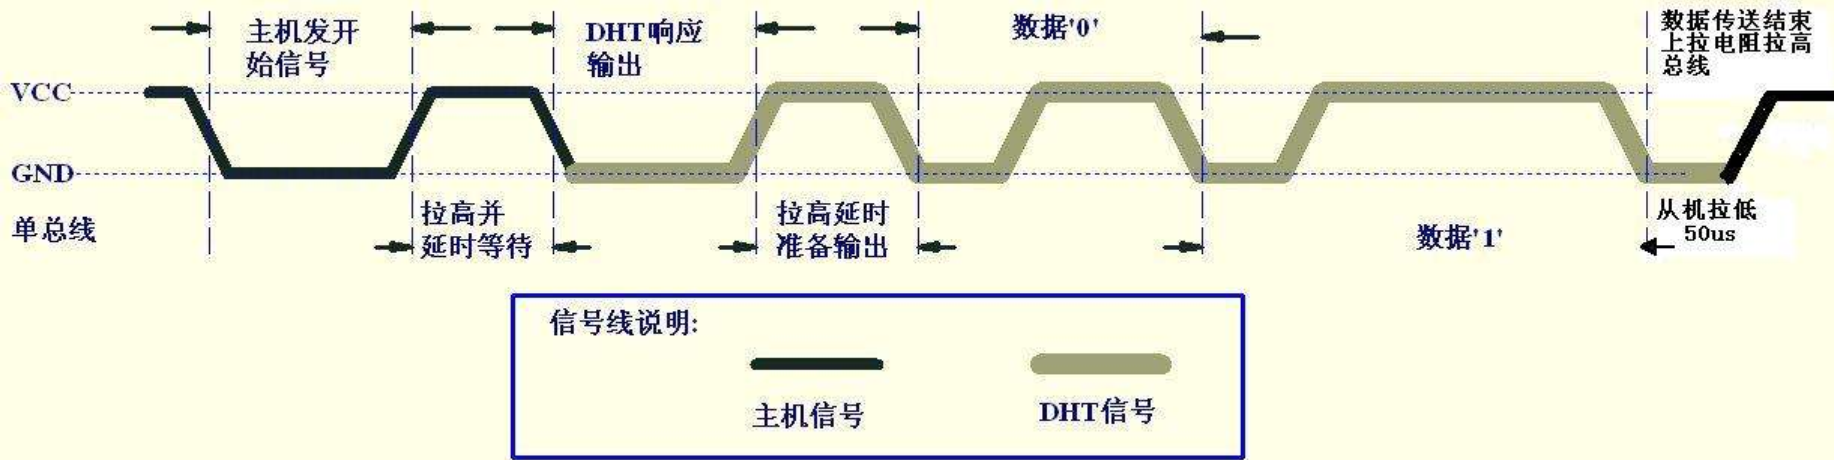 主机发开
始信号
DHT响应
输出
数据'0'
数据传送结束
上拉电阻拉高
总线
VCC
GND
单总线
拉高并
延时等待
拉高延时
准备输出
数据'1'
从机拉低
50us
信号线说明:
主机信号
DHT信号